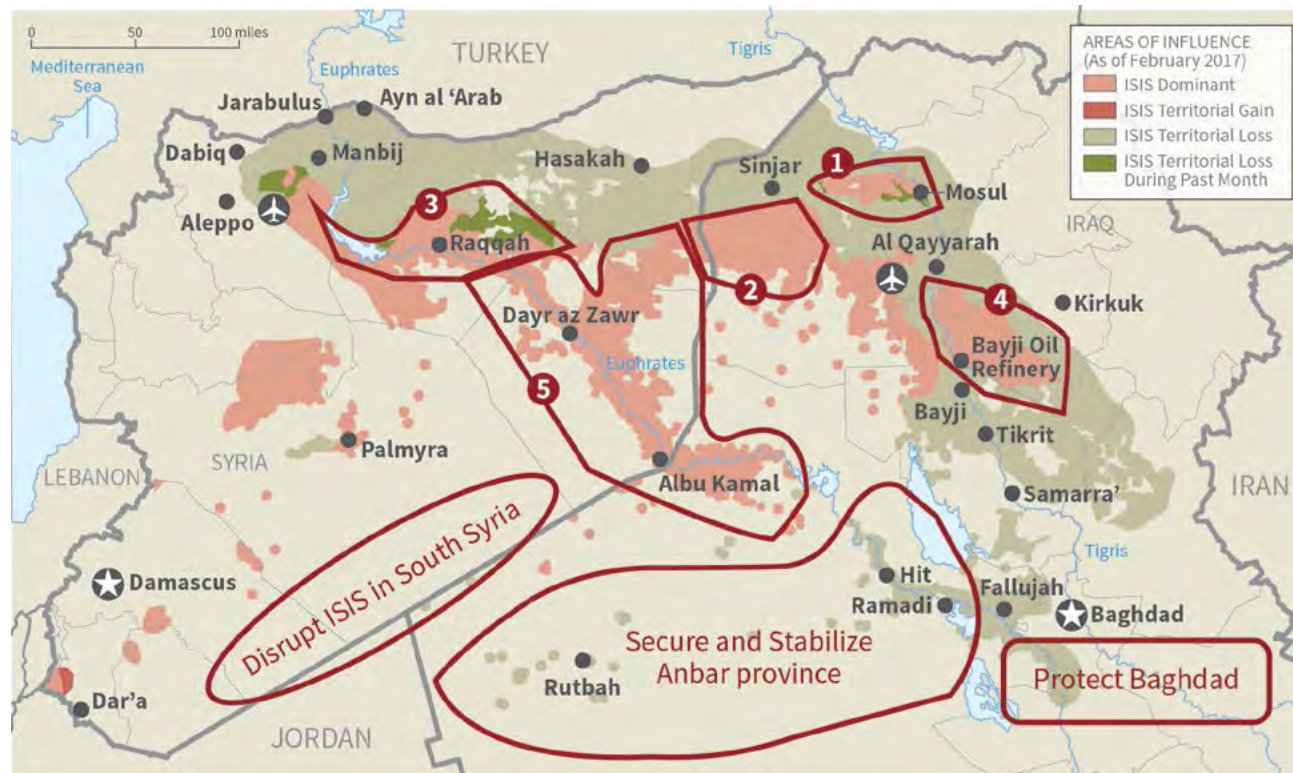 0 50 100 miles
Mediterranean
Sea
TURKEY
Euphrates
Tigris
Jarabulus
Ayn al ‘Arab
Dabiq
Manbij
Hasakah
Sinjar
1
Mosul
Aleppo
3
Raqqah
IRAQ
Al Qayyarah
2
4
Kirkuk
Dayr az Zawr
Euphrates
Bayji Oil
Refinery
5
Bayji
Tikrit
Palmyra
SYRIA
LEBANON
Albu Kamal
Samarra’
IRAN
Tigris
Disrupt ISIS in South Syria
Damascus
Hit
Ramadi
Fallujah
Baghdad
Secure and Stabilize
Anbar province
Rutbah
Protect Baghdad
Dar’a
JORDAN
AREAS OF INFLUENCE
(As of February 2017)
ISIS Dominant
ISIS Territorial Gain
ISIS Territorial Loss
ISIS Territorial Loss
During Past Month